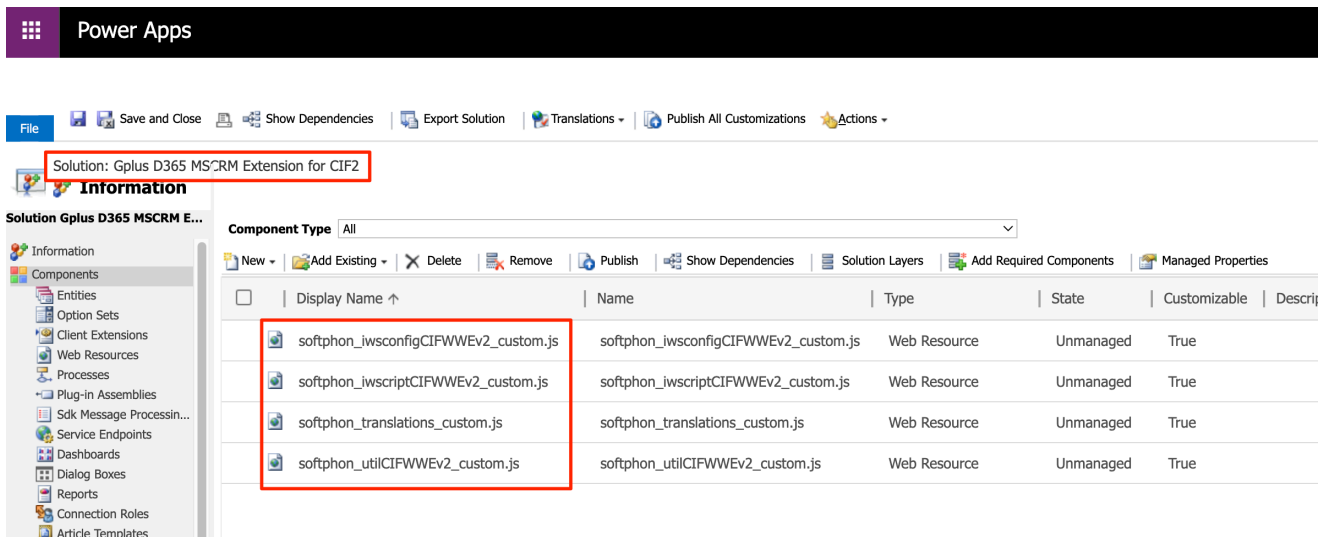 Power Apps
File Save and Close Show Dependencies Export Solution Translations Publish All Customizations Actions
Solution: Gplus D365 MSCRM Extension for CIF2
Information
Solution Gplus D365 MSCRM E...
Component Type All
Information
Components
Entities
Option Sets
Client Extensions
Web Resources
Processes
Plug-in Assemblies
Sdk Message Processin...
Service Endpoints
Dashboards
Dialog Boxes
Reports
Connection Roles
Article Templates
New Add Existing Delete Remove Publish Show Dependencies Solution Layers Add Required Components Managed Properties
Display Name ↑ Name Type State Customizable
softphon_iwsconfigCIFWWEv2_custom.js softphon_iwsconfigCIFWWEv2_custom.js Web Resource Unmanaged True
softphon_iwscriptCIFWWEv2_custom.js softphon_iwscriptCIFWWEv2_custom.js Web Resource Unmanaged True
softphon_translations_custom.js softphon_translations_custom.js Web Resource Unmanaged True
softphon_utilCIFWWEv2_custom.js softphon_utilCIFWWEv2_custom.js Web Resource Unmanaged True